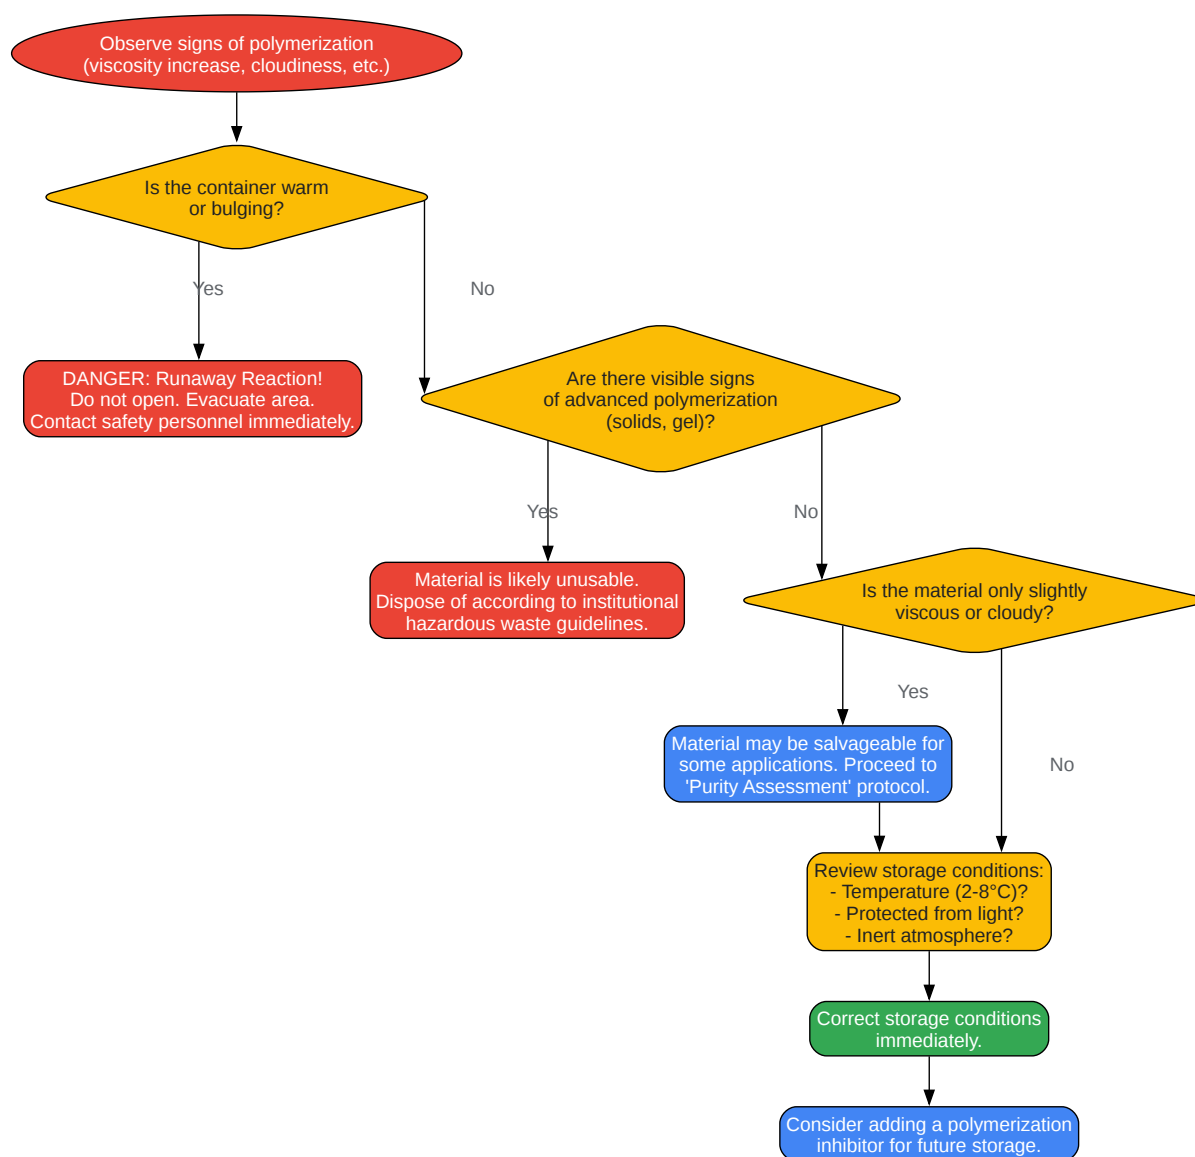 Observe signs of polymerization
(viscosity increase, cloudiness, etc.)
Is the container warm
or bulging?
Yes
No
DANGER: Runaway Reaction!
Do not open. Evacuate area.
Contact safety personnel immediately.
Are there visible signs
of advanced polymerization
(solids, gel)?
Yes
No
Material is likely unusable.
Dispose of according to institutional
hazardous waste guidelines.
Is the material only slightly
viscous or cloudy?
Yes
No
Material may be salvageable for
some applications. Proceed to
'Purity Assessment' protocol.
Review storage conditions:
- Temperature (2-8°C)?
- Protected from light?
- Inert atmosphere?
Correct storage conditions
immediately.
Consider adding a polymerization
inhibitor for future storage.